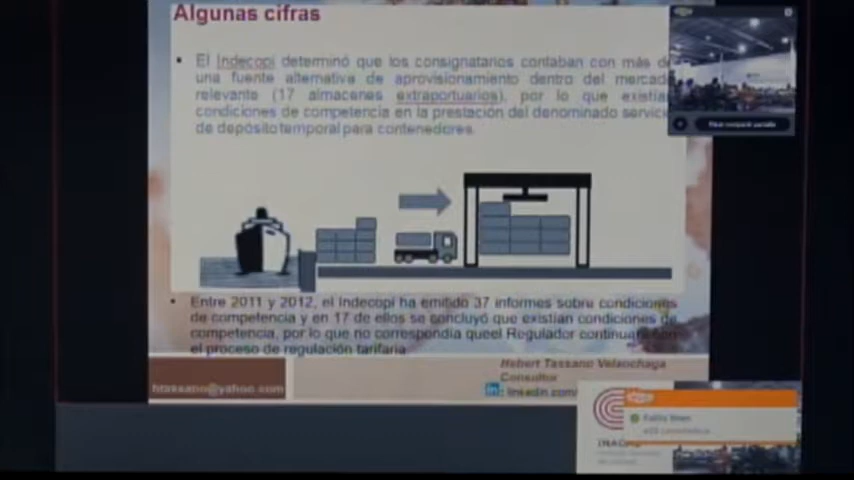 Algunas cifras
▪ El Indecopi determinó que los consignatarios contaban con más de
una fuente alternativa de aprovisionamiento dentro del mercado
relevante (17 almacenes extraportuarios), por lo que existían
condiciones de competencia en la prestación del denominado servicio
de depósito temporal para contenedores.
• Entre 2011 y 2012, el Indecopi ha emitido 37 informes sobre condiciones
de competencia y en 17 de ellos se concluyó que existían condiciones de
competencia, por lo que no correspondía queel Regulador continuara con
el proceso de regulación tarifaria
Hebert Tassano Velaochaga
Consultor
htassano@yahoo.com
in: linkedin.com/